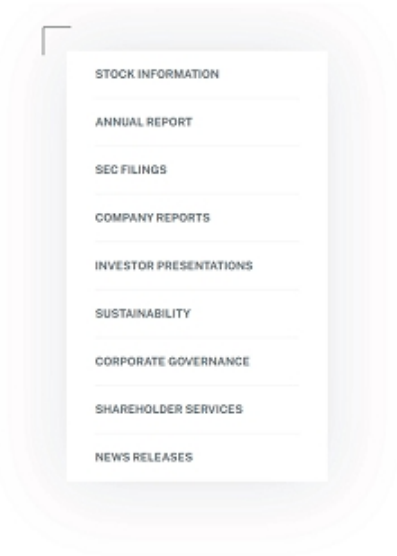 STOCK INFORMATION
ANNUAL REPORT
SEC FILINGS
COMPANY REPORTS
INVESTOR PRESENTATIONS
SUSTAINABILITY
CORPORATE GOVERNANCE
SHAREHOLDER SERVICES
NEWS RELEASES